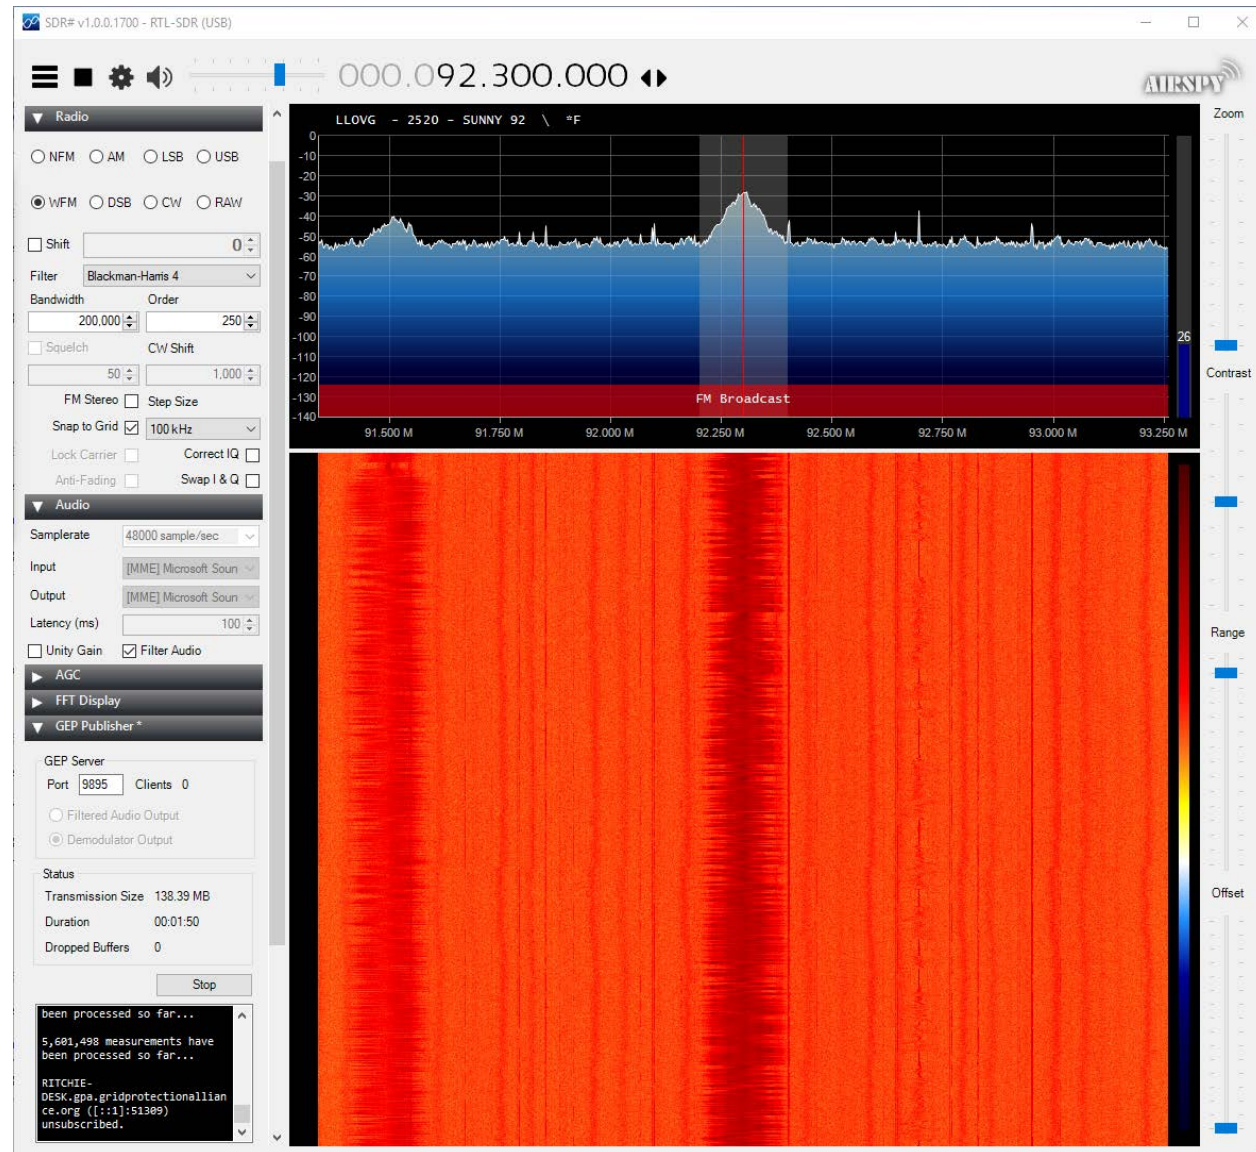 SDR# v1.0.0.1700 - RTL-SDR (USB)
000.092.300.000
AIRSPY
Radio
NFM AM LSB USB
WFM DSB CW RAW
Shift 0
Filter Blackman-Harris 4
Bandwidth Order
200,000 250
Squelch CW Shift
50 1,000
FM Stereo Step Size
Snap to Grid 100 kHz
Lock Carrier Correct IQ
Anti-Fading Swap I & Q
Audio
Samplerate 48000 sample/sec
Input [MME] Microsoft Soun
Output [MME] Microsoft Soun
Latency (ms) 100
Unity Gain Filter Audio
AGC
FFT Display
GEP Publisher *
GEP Server
Port 9895 Clients 0
Filtered Audio Output
Demodulator Output
Status
Transmission Size 138.39 MB
Duration 00:01:50
Dropped Buffers 0
Stop
been processed so far...
5,601,498 measurements have
been processed so far...
RITCHIE-
DESK.gpa.gridprotectionallian
ce.org ([::1]:51309)
unsubscribed.
LLOVG - 2520 - SUNNY 92 \ *F
0
-10
-20
-30
-40
-50
-60
-70
-80
-90
-100
-110
-120
-130
-140
26
FM Broadcast
91.500 M 91.750 M 92.000 M 92.250 M 92.500 M 92.750 M 93.000 M 93.250 M
Zoom
Contrast
Range
Offset